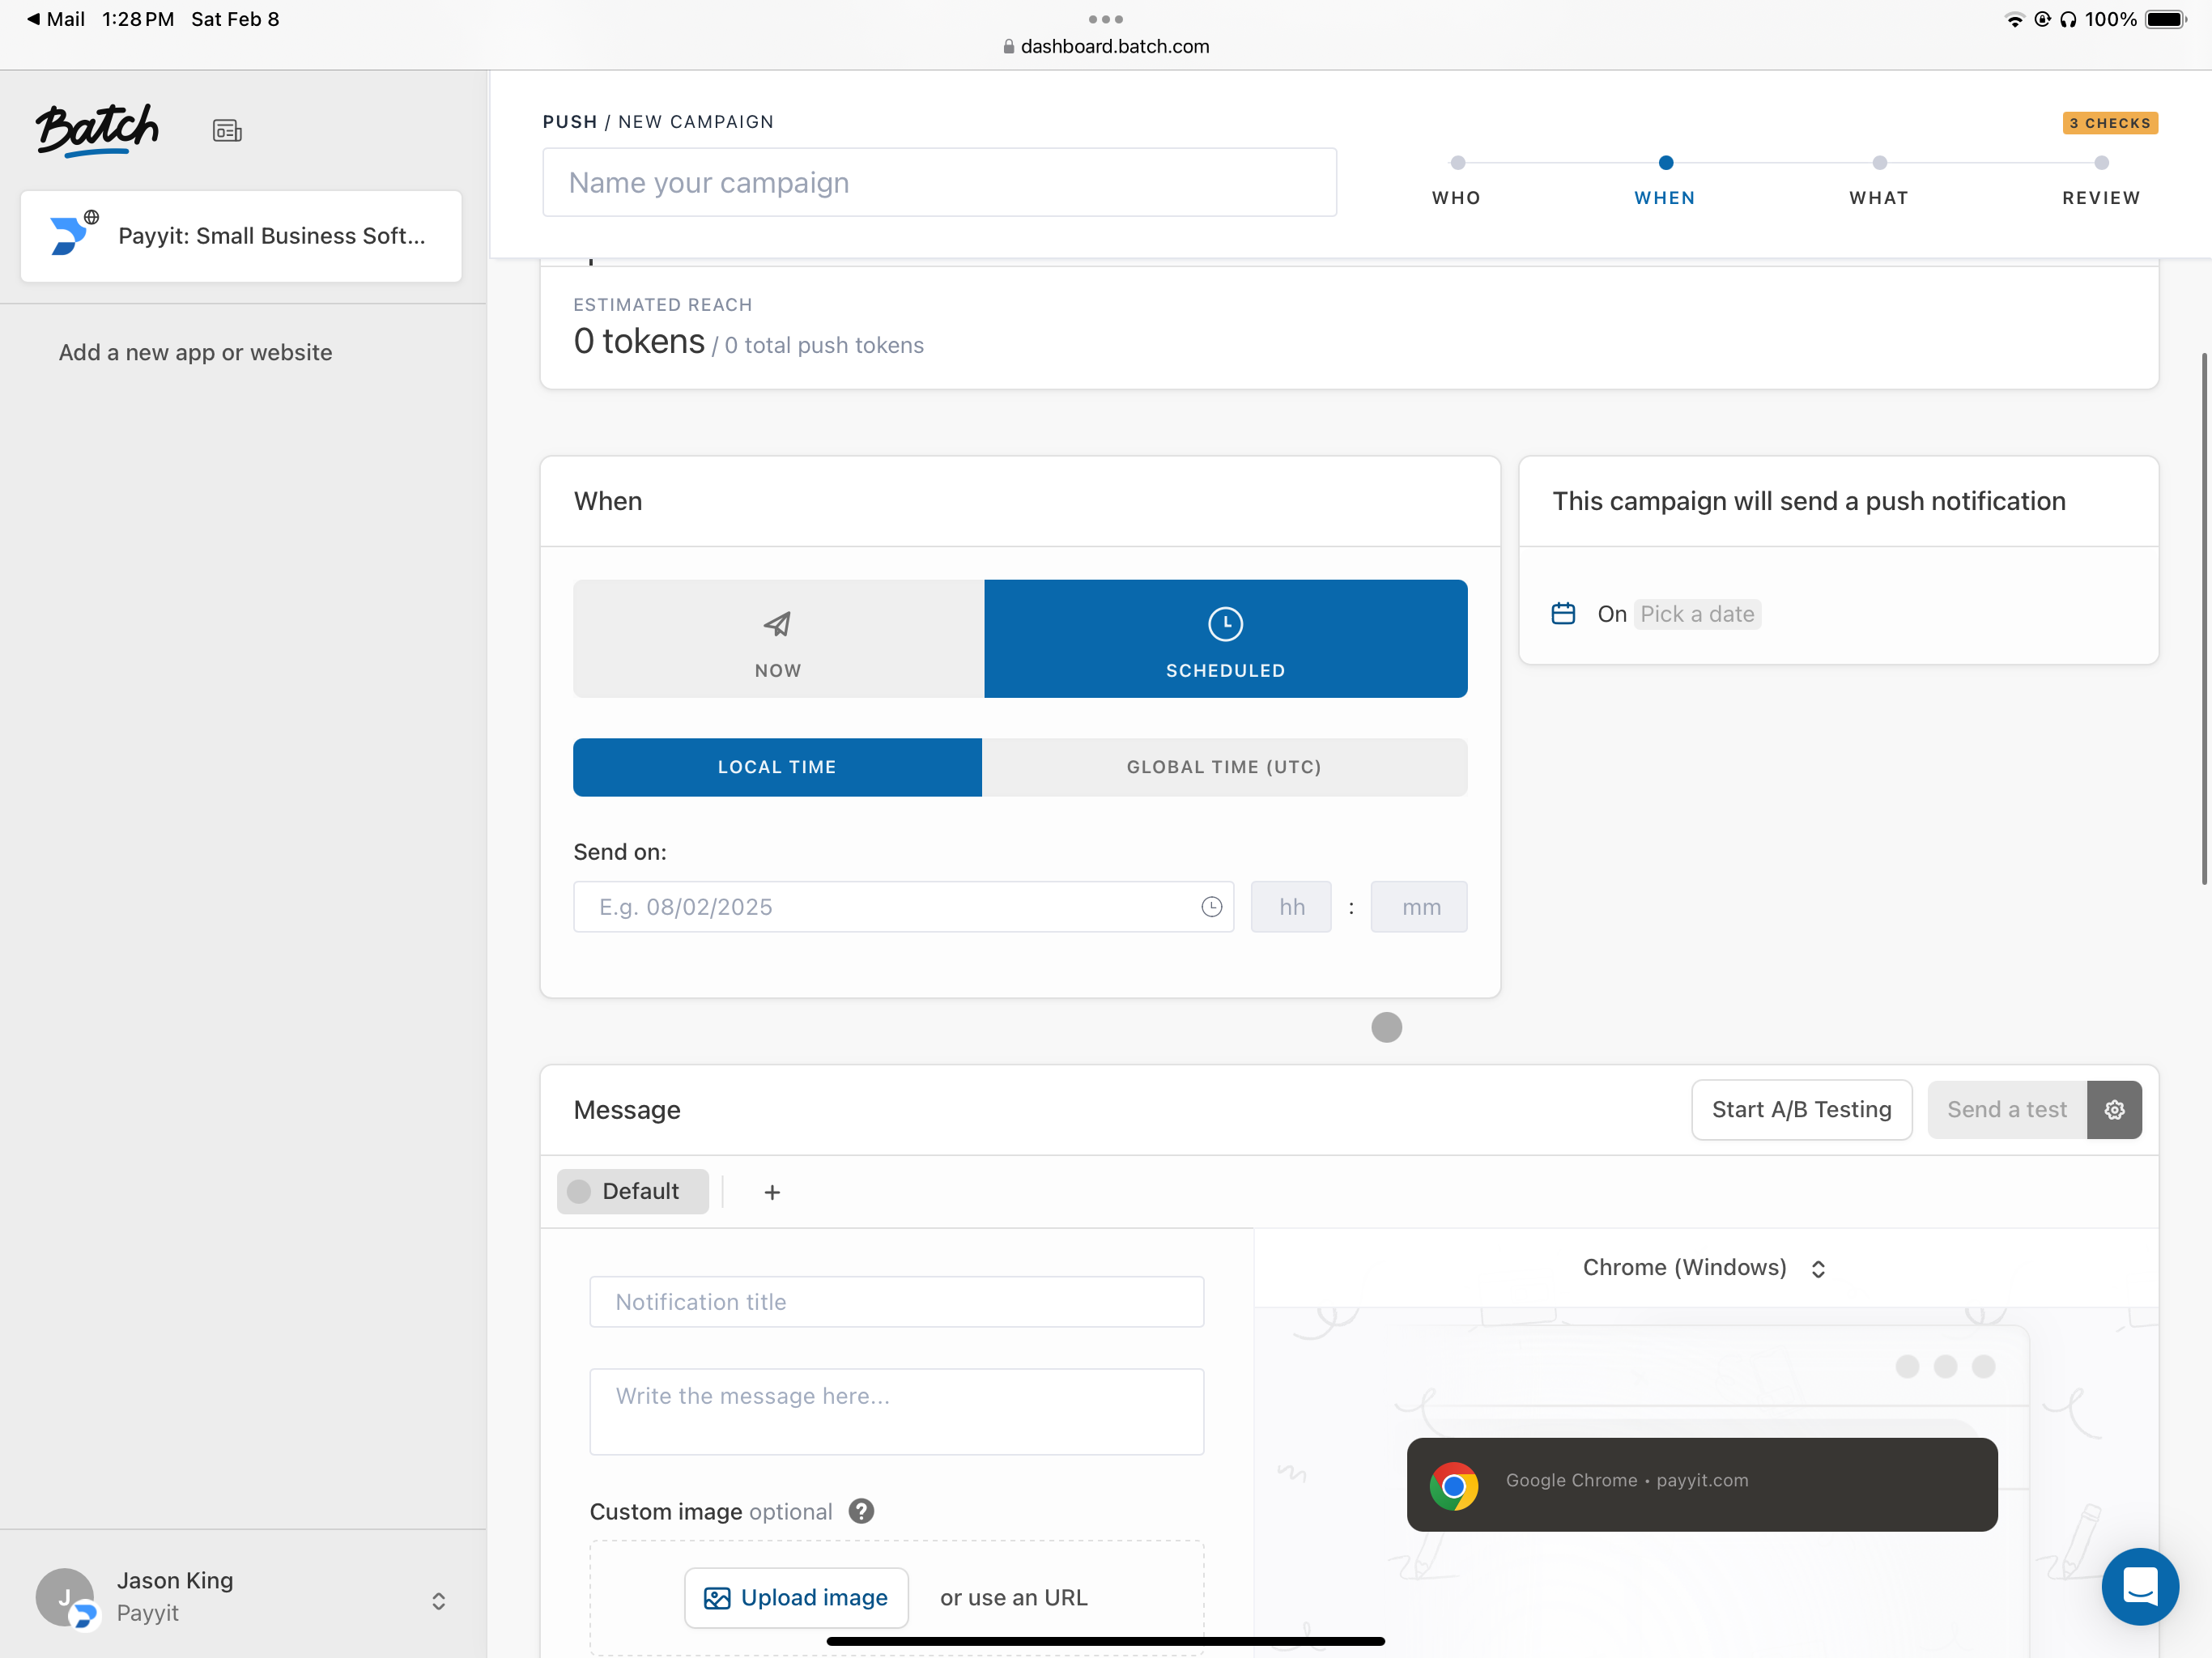 Mail 1:28 PM Sat Feb 8
100%
dashboard.batch.com
Batch
Payyit: Small Business Soft...
Add a new app or website
PUSH / NEW CAMPAIGN
3 CHECKS
Name your campaign
WHO
WHEN
WHAT
REVIEW
ESTIMATED REACH
0 tokens / 0 total push tokens
When
This campaign will send a push notification
NOW
SCHEDULED
On Pick a date
LOCAL TIME
GLOBAL TIME (UTC)
Send on:
E.g. 08/02/2025
hh : mm
Message
Start A/B Testing
Send a test
Default
+
Chrome (Windows)
Notification title
Write the message here...
Google Chrome • payyit.com
Custom image optional ?
Upload image or use an URL
J
Jason King
Payyit